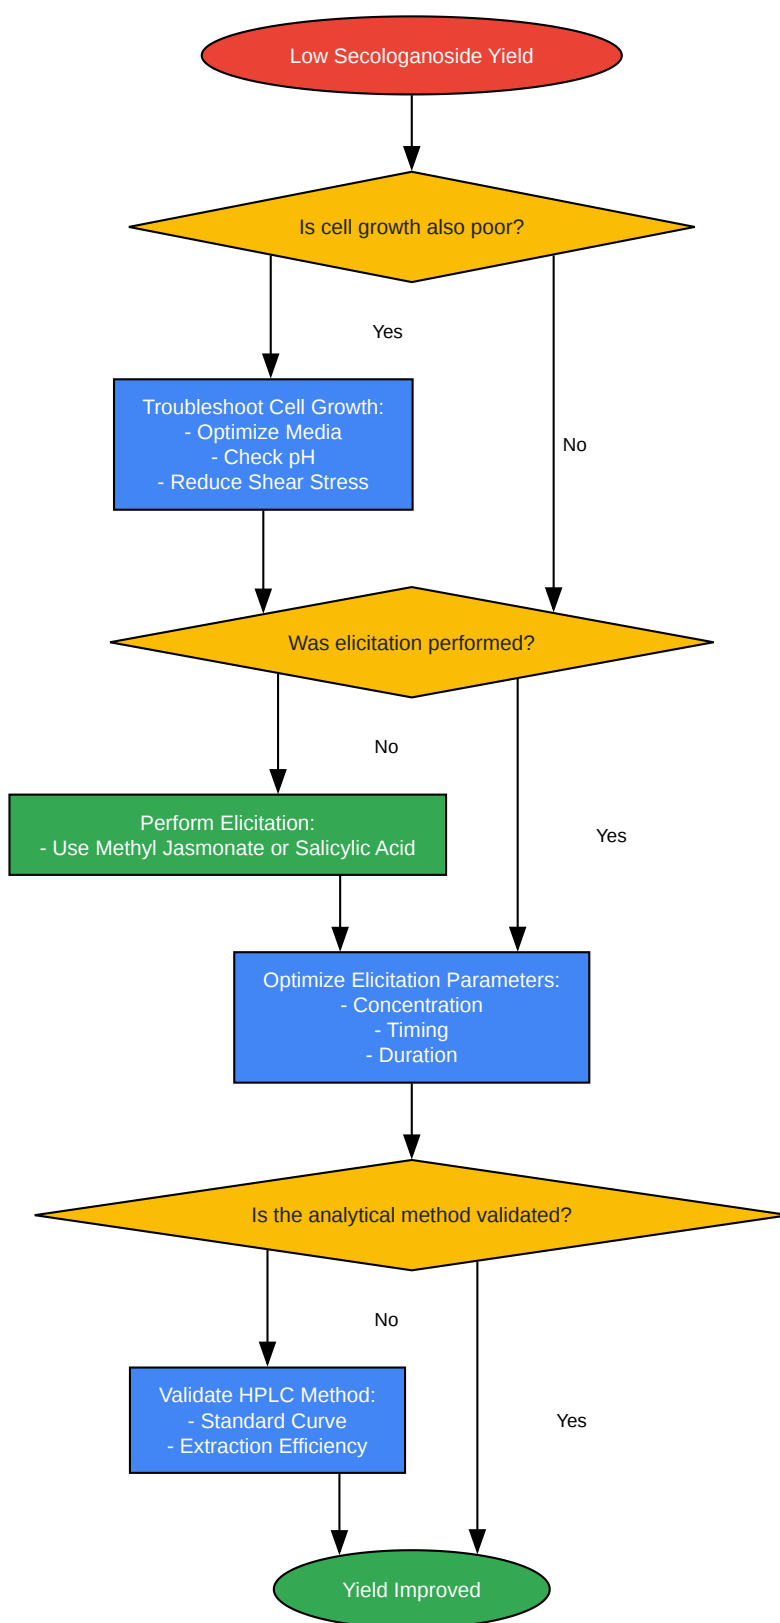 Low Secologanoside Yield
Is cell growth also poor?
Yes
Troubleshoot Cell Growth:
- Optimize Media
- Check pH
- Reduce Shear Stress
No
Was elicitation performed?
No
Perform Elicitation:
- Use Methyl Jasmonate or Salicylic Acid
Yes
Optimize Elicitation Parameters:
- Concentration
- Timing
- Duration
Is the analytical method validated?
No
Validate HPLC Method:
- Standard Curve
- Extraction Efficiency
Yes
Yield Improved